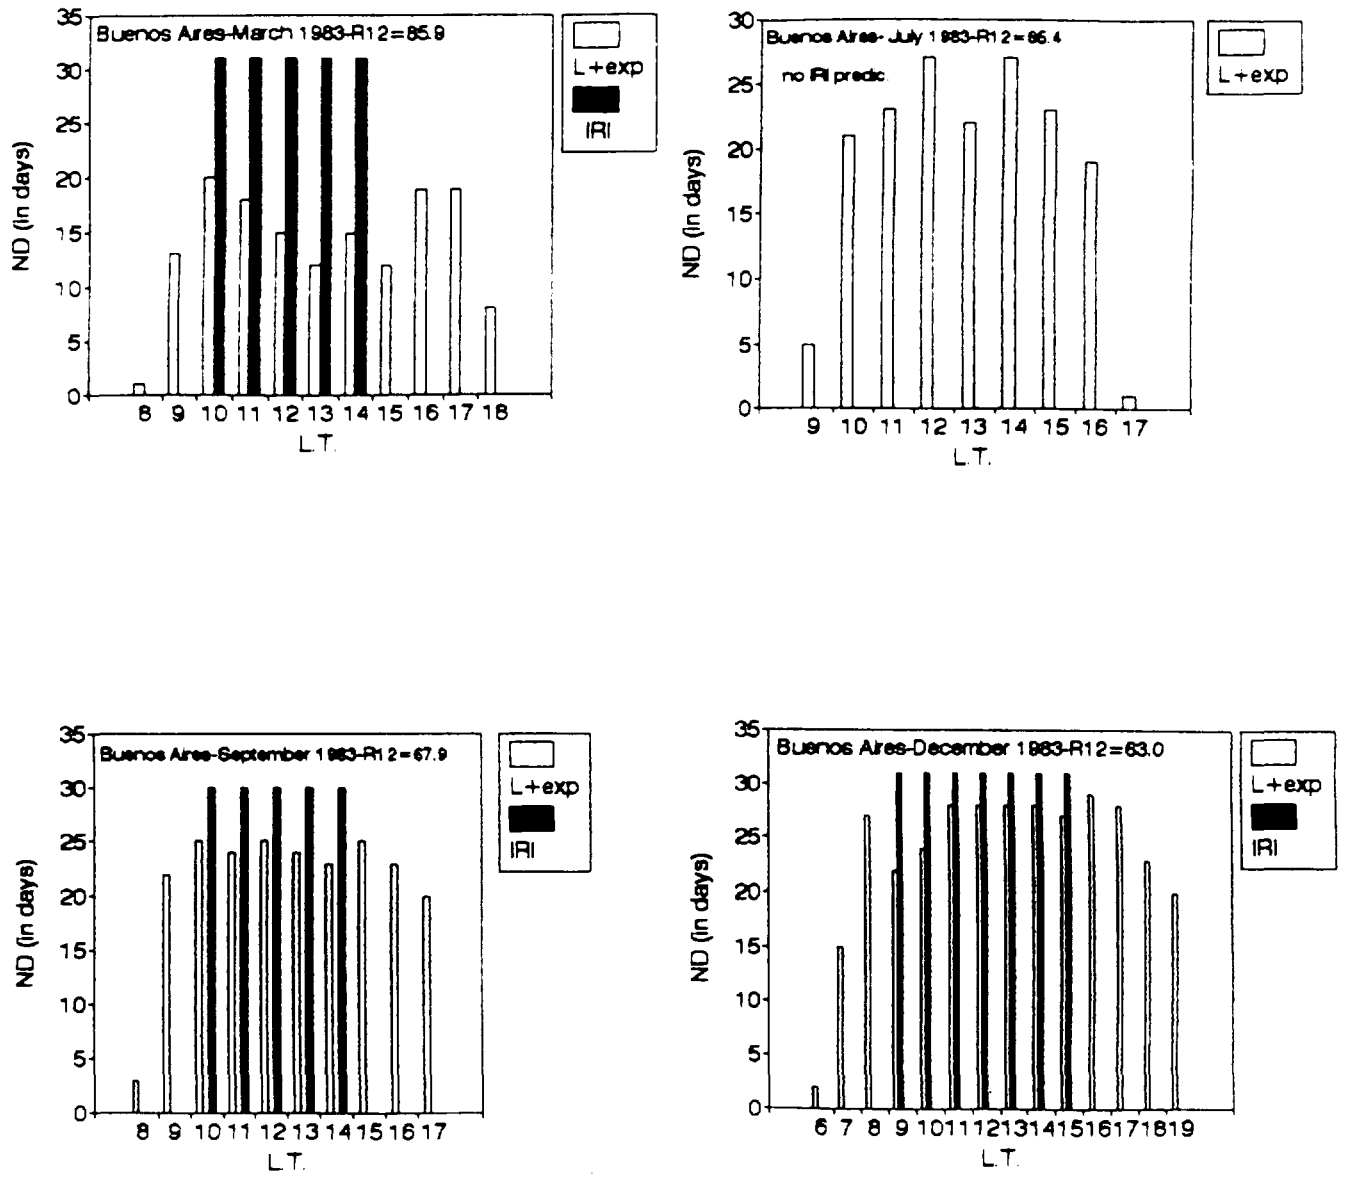 Buenos Aires-March 1983-R12=85.9
35
30
25
20
15
10
5
0
ND (in days)
8 9 10 11 12 13 14 15 16 17 18
L.T.
L+exp
IRI
Buenos Aires- July 1983-R12=66.4
no IRI predic.
30
25
20
15
10
5
0
ND (in days)
9 10 11 12 13 14 15 16 17
L.T.
L+exp
Buenos Aires-September 1983-R12=67.9
35
30
25
20
15
10
5
0
ND (in days)
8 9 10 11 12 13 14 15 16 17
L.T.
L+exp
IRI
Buenos Aires-December 1983-R12=63.0
35
30
25
20
15
10
5
0
ND (in days)
6 7 8 9 10 11 12 13 14 15 16 17 18 19
L.T.
L+exp
IRI